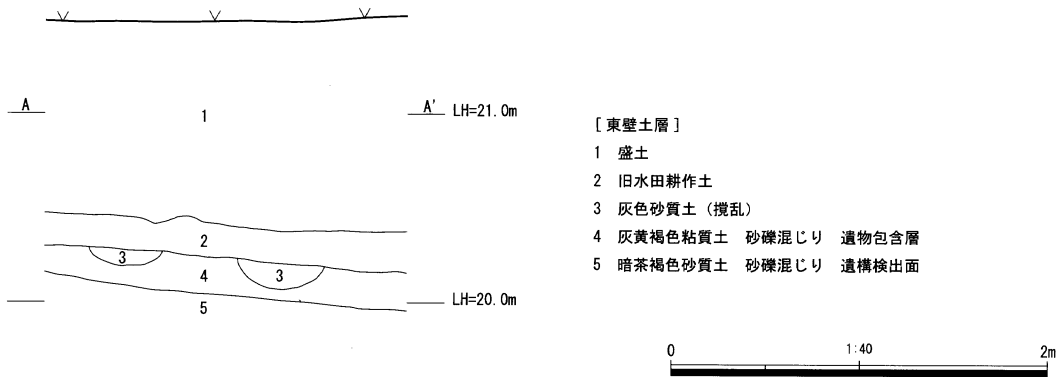 A
A'
LH=21.0m
1
2
3
4
3
5
LH=20.0m
[東壁土層]
1 盛土
2 旧水田耕作土
3 灰色砂質土(撹乱)
4 灰黄褐色粘質土 砂礫混じり 遺物包含層
5 暗茶褐色砂質土 砂礫混じり 遺構検出面
0 1:40 2m